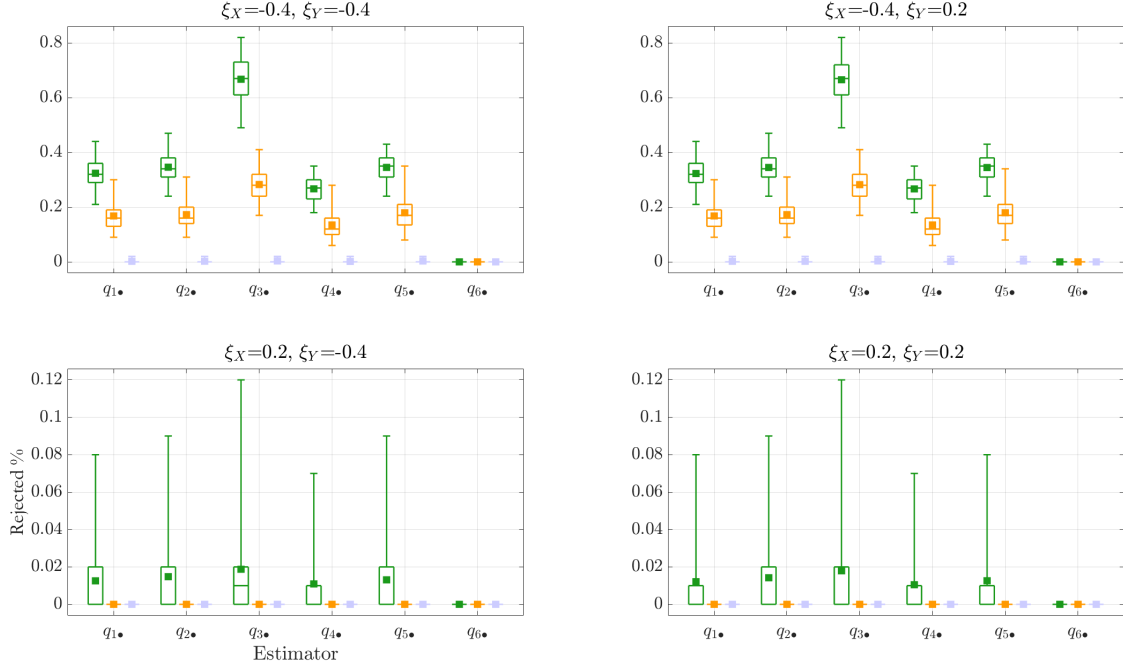 ξX=-0.4, ξY=-0.4
0.8
0.6
0.4
0.2
0
q1• q2• q3• q4• q5• q6•
ξX=-0.4, ξY=0.2
0.8
0.6
0.4
0.2
0
q1• q2• q3• q4• q5• q6•
ξX=0.2, ξY=-0.4
Rejected %
0.12
0.1
0.08
0.06
0.04
0.02
0
q1• q2• q3• q4• q5• q6•
Estimator
ξX=0.2, ξY=0.2
0.12
0.1
0.08
0.06
0.04
0.02
0
q1• q2• q3• q4• q5• q6•